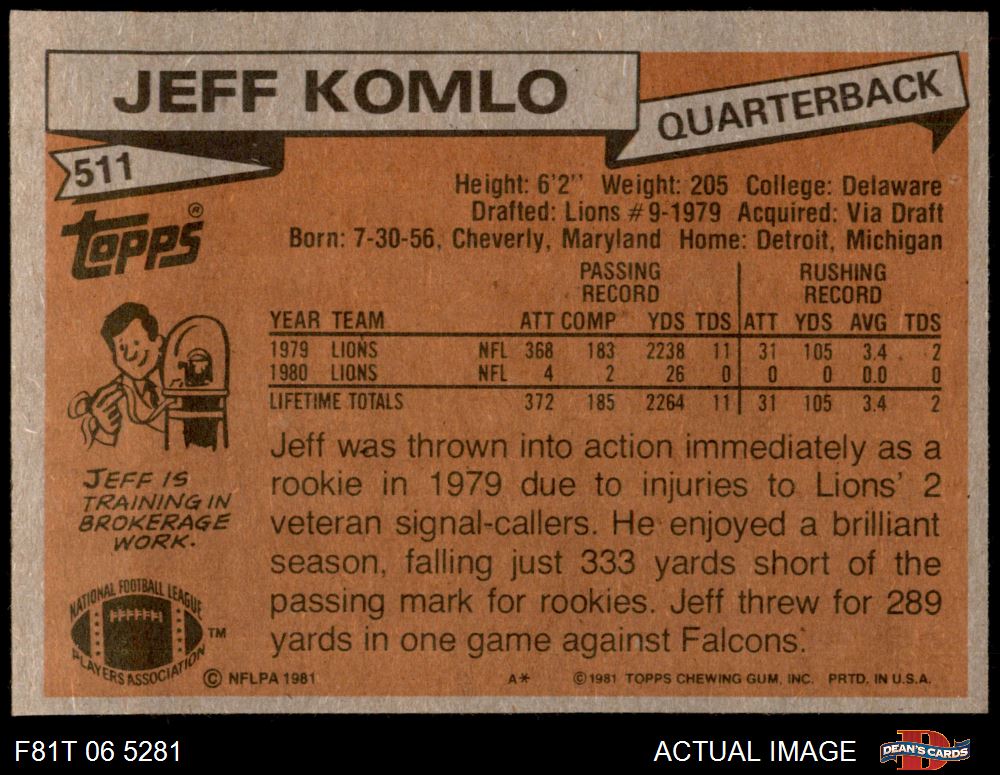 JEFF KOMLO
QUARTERBACK
511
Topps®
Height: 6'2'' Weight: 205 College: Delaware
Drafted: Lions #9-1979 Acquired: Via Draft
Born: 7-30-56, Cheverly, Maryland Home: Detroit, Michigan
PASSING RECORD RUSHING RECORD
YEAR TEAM ATT COMP YDS TDS ATT YDS AVG TDS
1979 LIONS NFL 368 183 2238 11 31 105 3.4 2
1980 LIONS NFL 4 2 26 0 0 0 0.0 0
LIFETIME TOTALS 372 185 2264 11 31 105 3.4 2
JEFF IS
TRAINING IN
BROKERAGE
WORK.
Jeff was thrown into action immediately as a
rookie in 1979 due to injuries to Lions' 2
veteran signal-callers. He enjoyed a brilliant
season, falling just 333 yards short of the
passing mark for rookies. Jeff threw for 289
yards in one game against Falcons.
NATIONAL FOOTBALL LEAGUE
PLAYERS ASSOCIATION
TM
© NFLPA 1981 A* ©1981 TOPPS CHEWING GUM, INC. PRTD. IN U.S.A.
F81T 06 5281 ACTUAL IMAGE DEAN'S CARDS